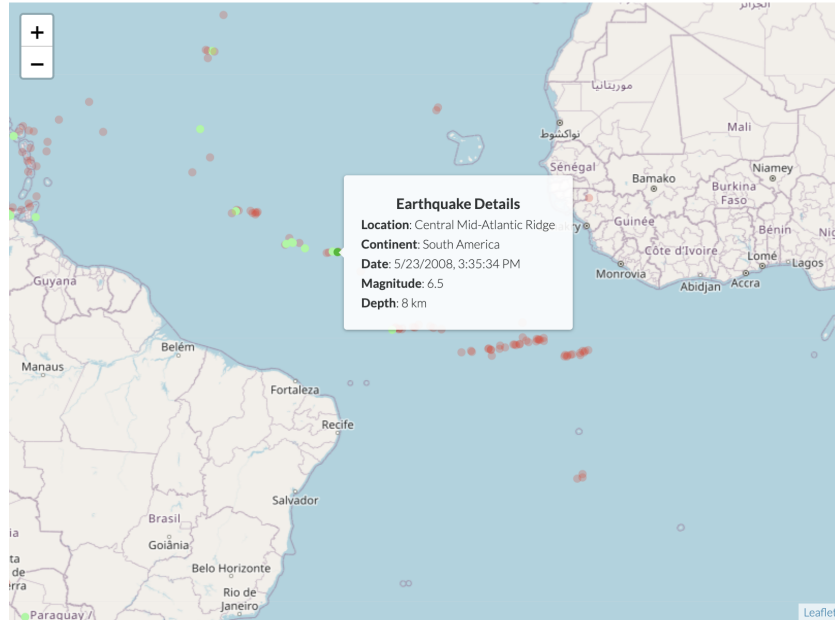 الجزائر
+
−
موريتانيا
Mali
نواكشوط
Sénégal
Niamey
Bamako
Burkina
Faso
Earthquake Details
Location: Central Mid-Atlantic Ridge
Continent: South America
Date: 5/23/2008, 3:35:34 PM
Magnitude: 6.5
Depth: 8 km
Guinée
Bénin
Côte d'Ivoire
Lomé
Lagos
Monrovia
Abidjan
Accra
Guyana
Belém
Manaus
Fortaleza
Recife
Salvador
Brasil
Goiânia
Belo Horizonte
Rio de
Janeiro
Paraguay /
Leaflet